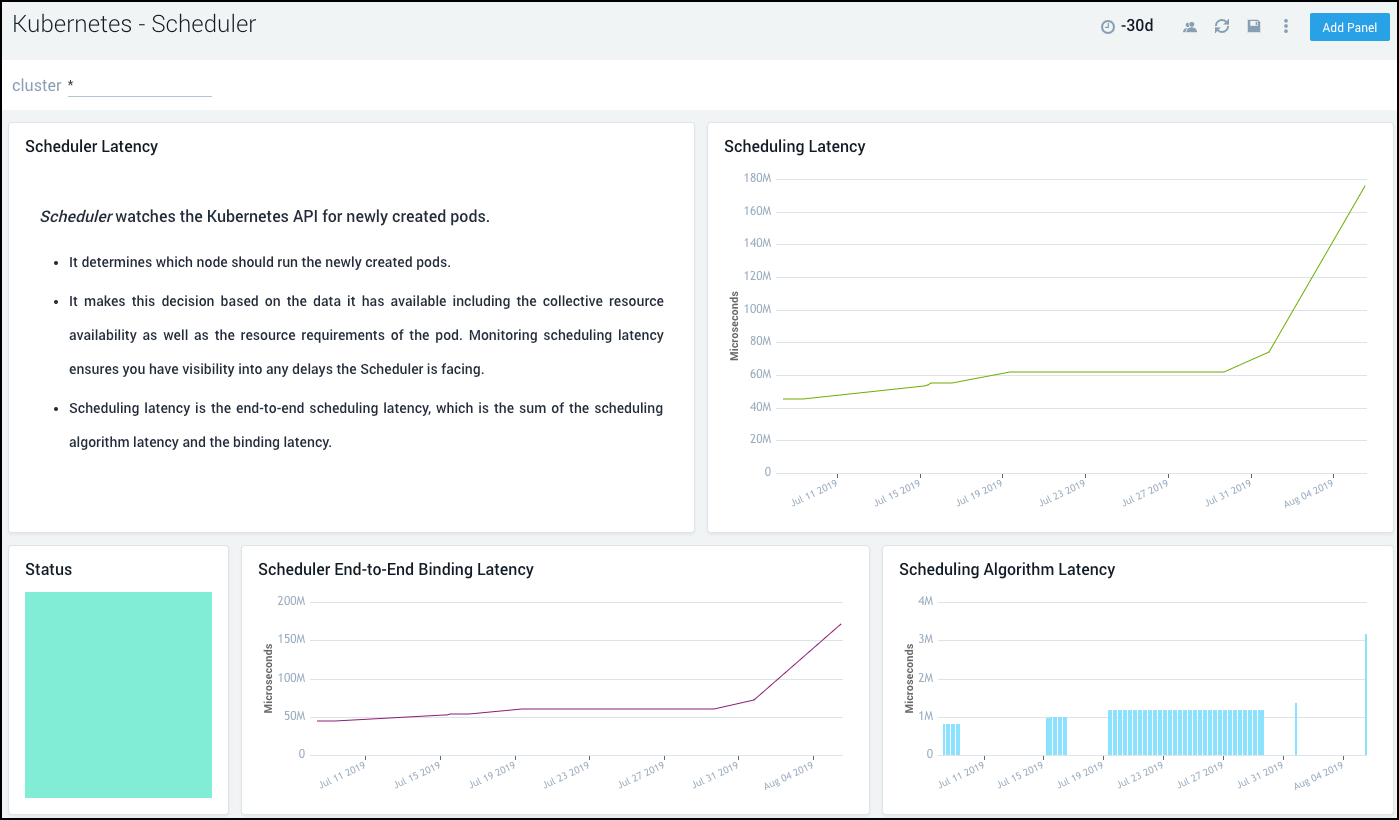 Kubernetes - Scheduler
-30d
Add Panel
cluster *
Scheduler Latency
Scheduler watches the Kubernetes API for newly created pods.
• It determines which node should run the newly created pods.
• It makes this decision based on the data it has available including the collective resource
availability as well as the resource requirements of the pod. Monitoring scheduling latency
ensures you have visibility into any delays the Scheduler is facing.
• Scheduling latency is the end-to-end scheduling latency, which is the sum of the scheduling
algorithm latency and the binding latency.
Scheduling Latency
Microseconds
180M
160M
140M
120M
100M
80M
60M
40M
20M
0
Jul 11 2019
Jul 15 2019
Jul 19 2019
Jul 23 2019
Jul 27 2019
Jul 31 2019
Aug 04 2019
Status
Scheduler End-to-End Binding Latency
Microseconds
200M
150M
100M
50M
0
Jul 11 2019
Jul 15 2019
Jul 19 2019
Jul 23 2019
Jul 27 2019
Jul 31 2019
Aug 04 2019
Scheduling Algorithm Latency
Microseconds
4M
3M
2M
1M
0
Jul 11 2019
Jul 15 2019
Jul 19 2019
Jul 23 2019
Jul 27 2019
Jul 31 2019
Aug 04 2019